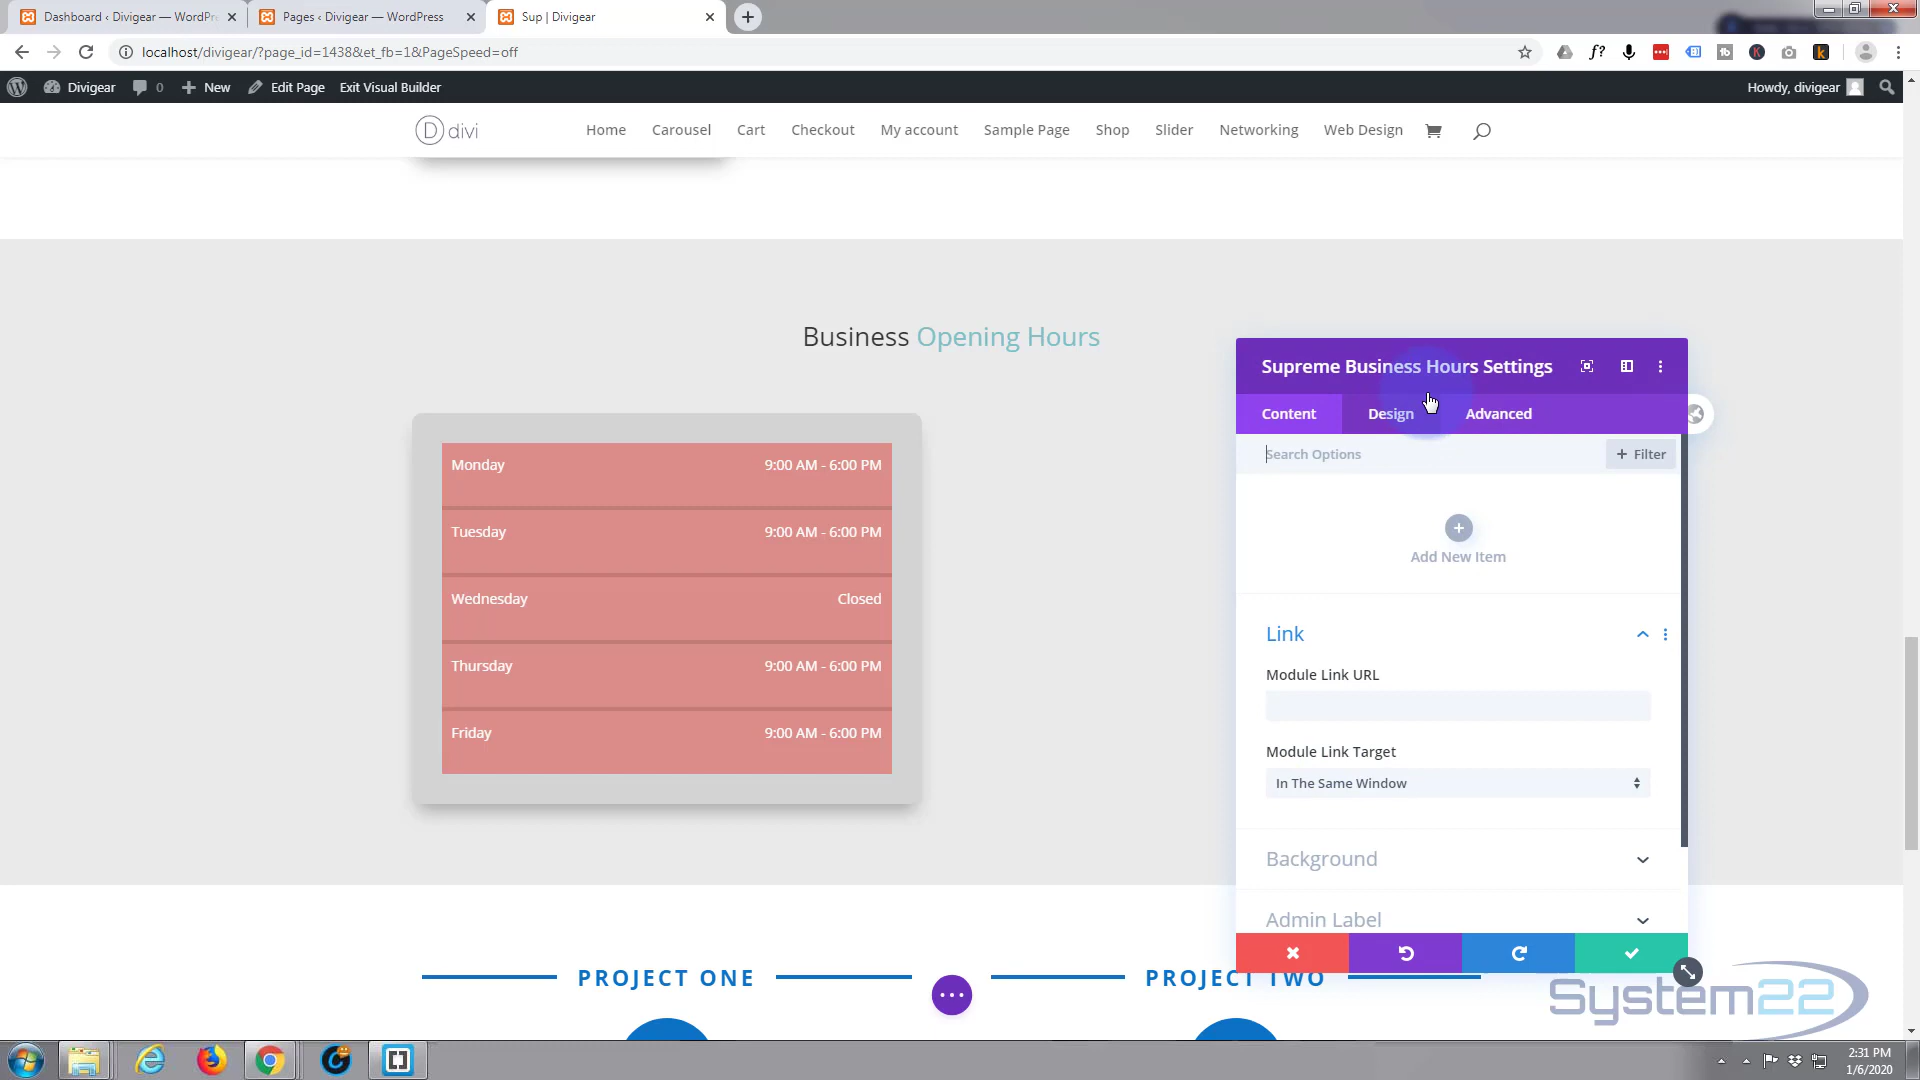 Dashboard ‹ Divigear — WordPre
Pages ‹ Divigear — WordPress
Sup | Divigear
localhost/divigear/?page_id=1438&et_fb=1&PageSpeed=off
Divigear
0
New
Edit Page
Exit Visual Builder
Howdy, divigear
D divi
Home
Carousel
Cart
Checkout
My account
Sample Page
Shop
Slider
Networking
Web Design
Business Opening Hours
Monday 9:00 AM - 6:00 PM
Tuesday 9:00 AM - 6:00 PM
Wednesday Closed
Thursday 9:00 AM - 6:00 PM
Friday 9:00 AM - 6:00 PM
Supreme Business Hours Settings
Content
Design
Advanced
Search Options
+ Filter
Add New Item
Link
Module Link URL
Module Link Target
In The Same Window
Background
Admin Label
PROJECT ONE
PROJECT TWO
System22
2:31 PM
1/6/2020